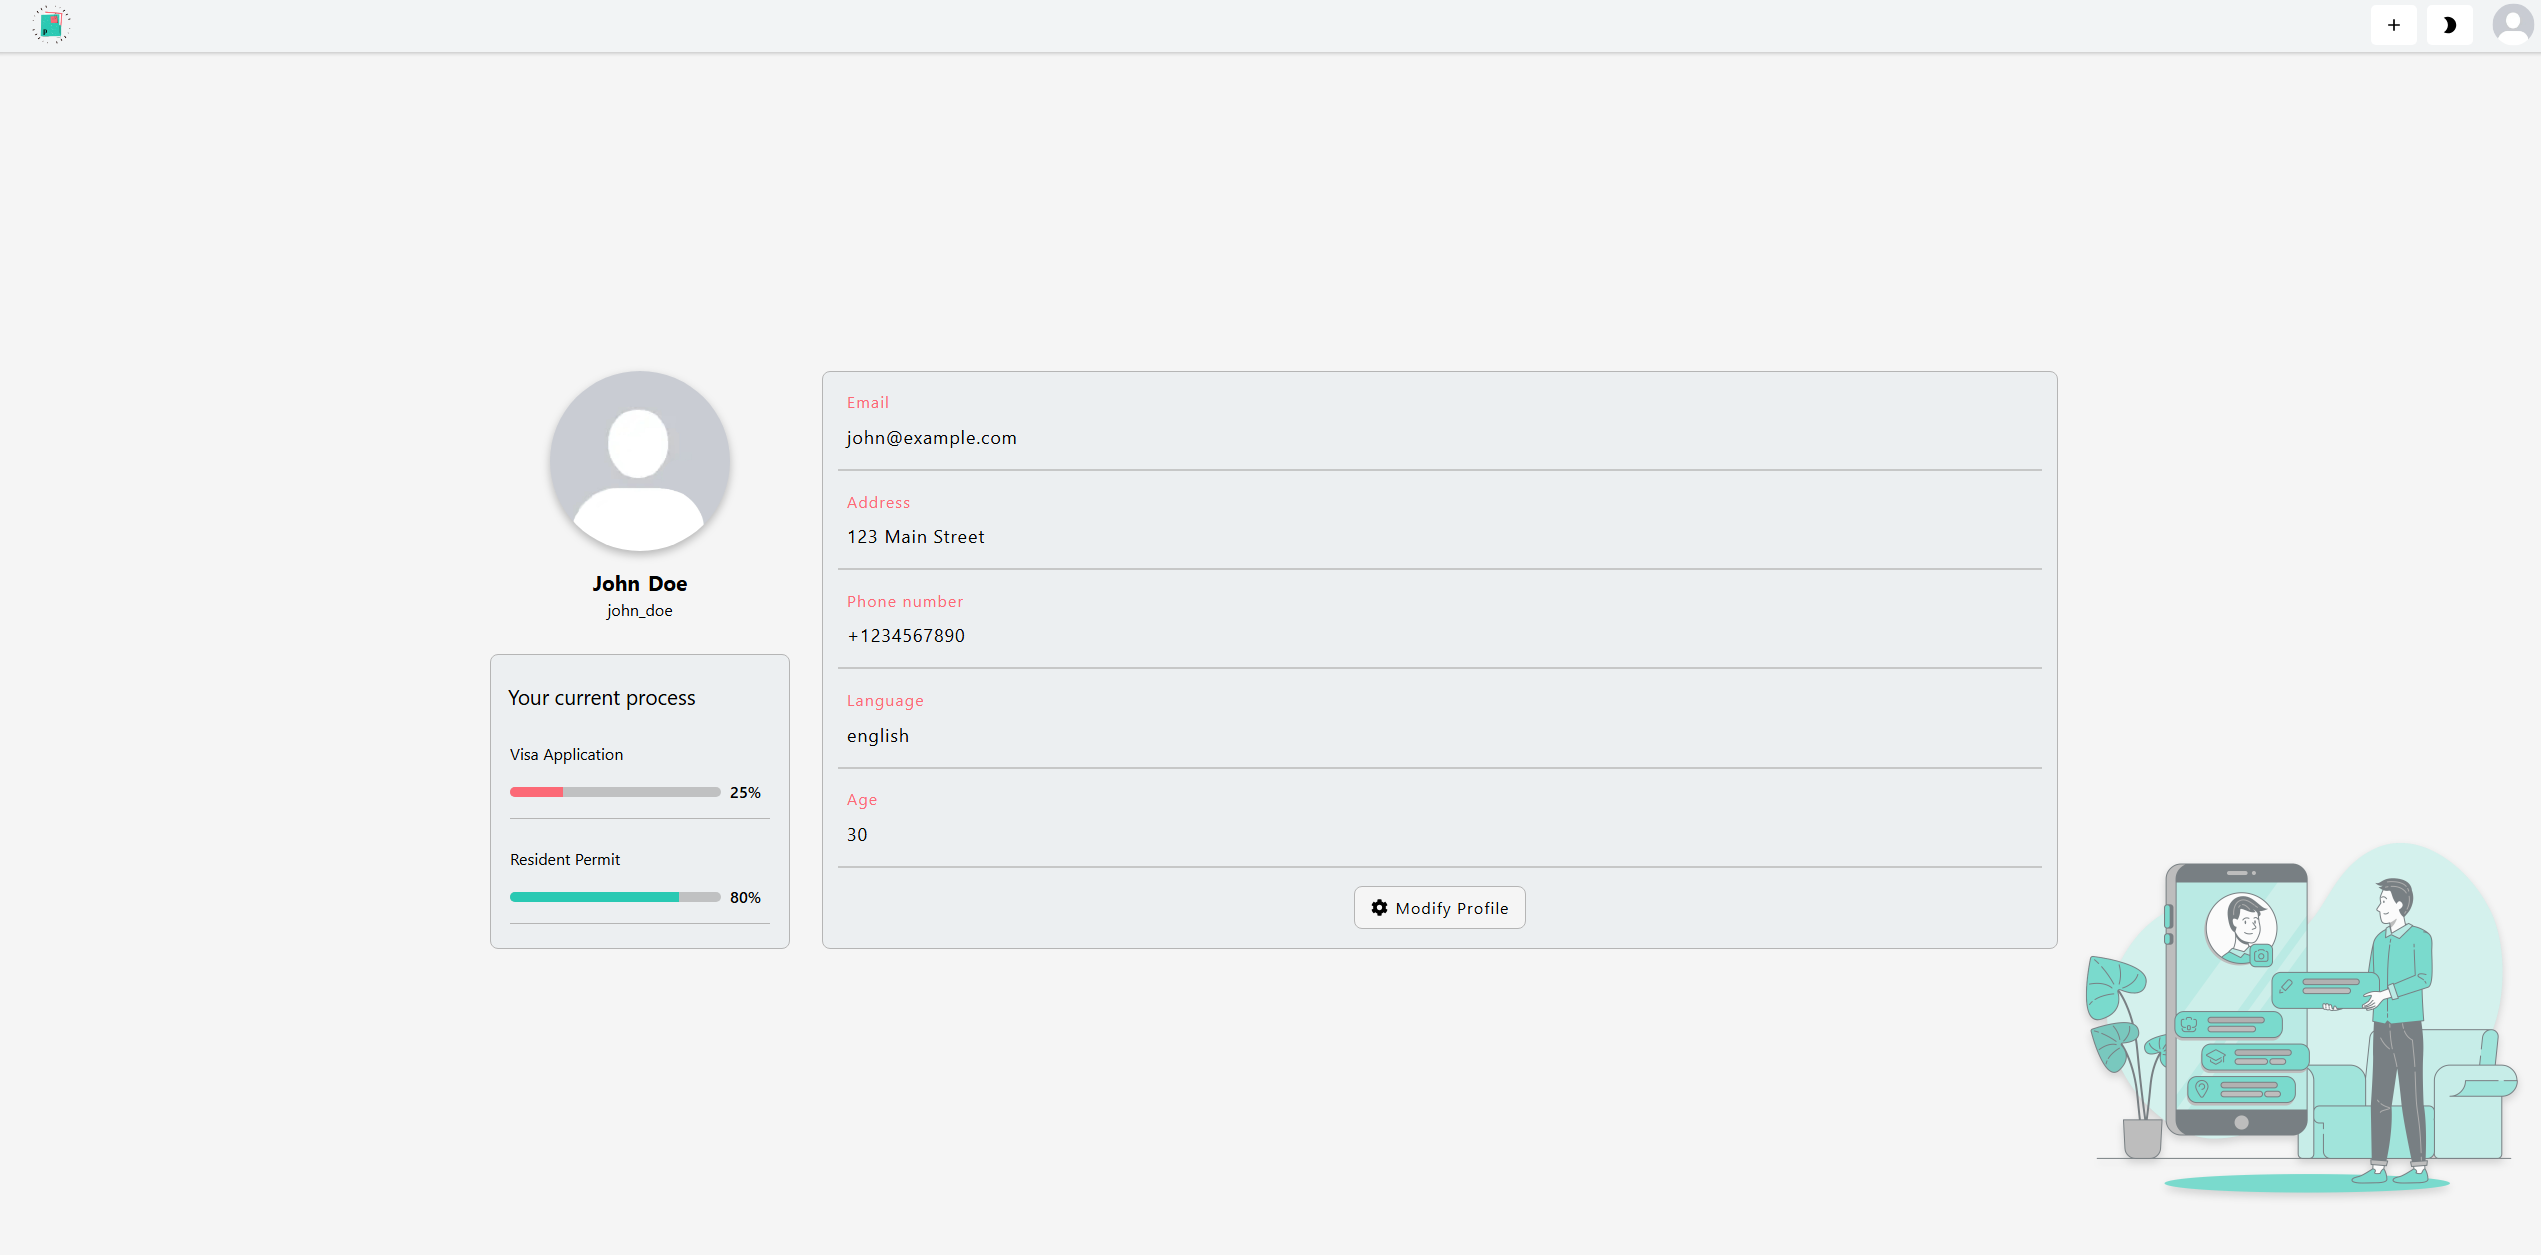 John Doe
john_doe
Your current process
Visa Application
25%
Resident Permit
80%
Email
john@example.com
Address
123 Main Street
Phone number
+1234567890
Language
english
Age
30
Modify Profile